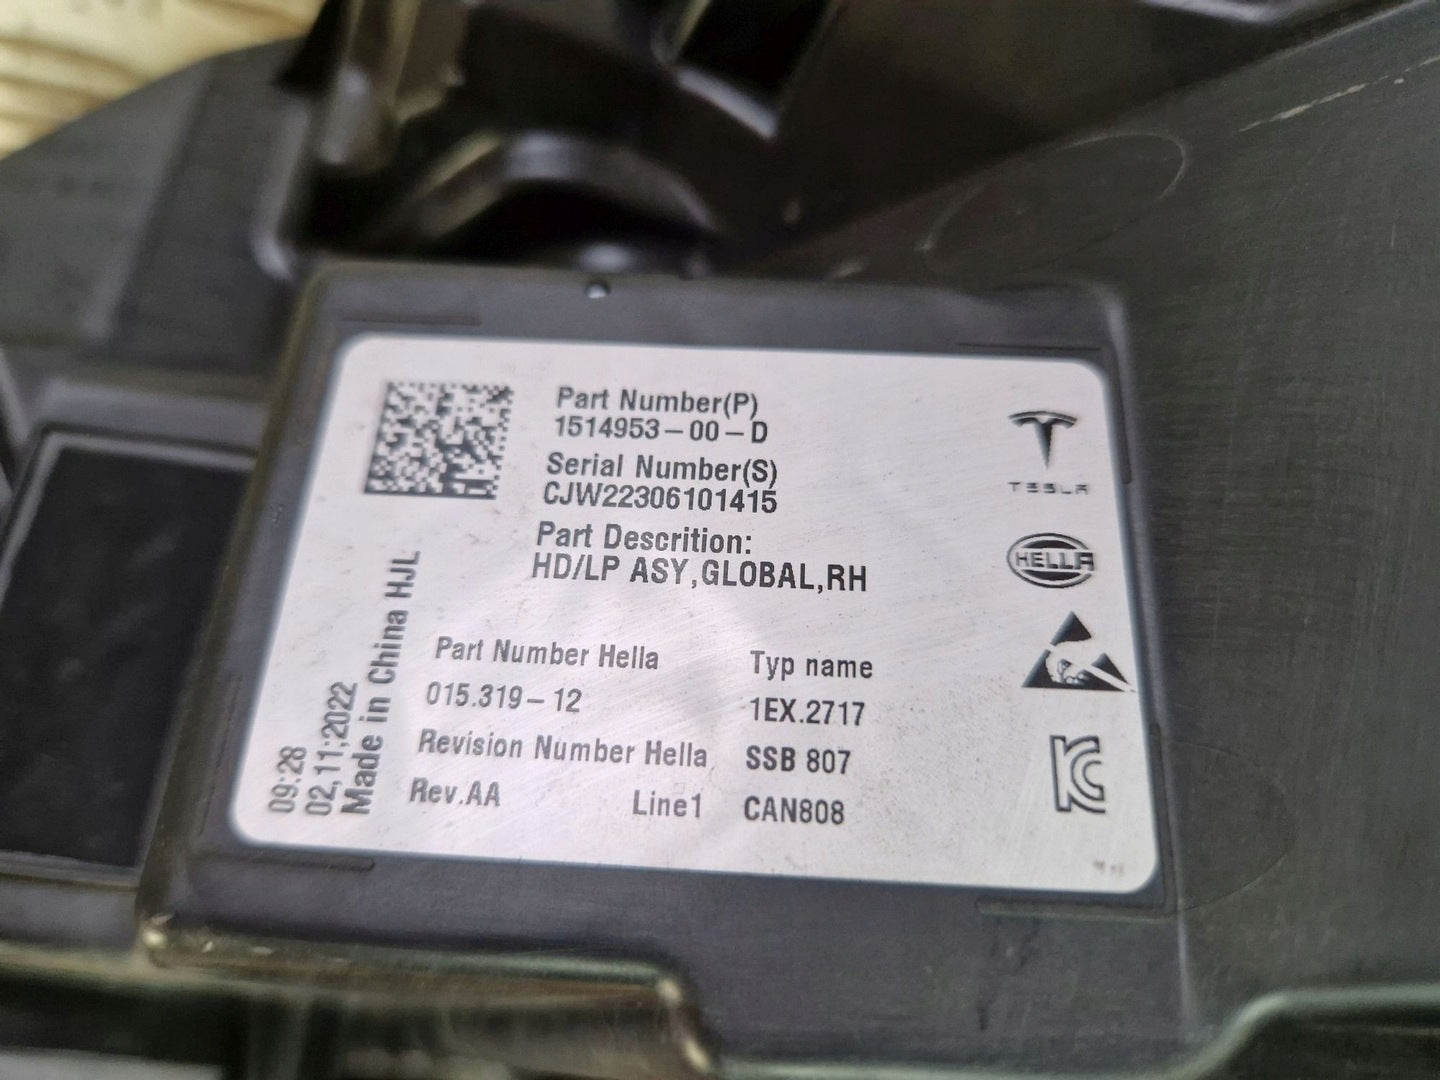 Part Number(P)
1514953-00-D
Serial Number(S)
CJW22306101415
Part Descrition:
HD/LP ASY,GLOBAL,RH
TESLA
HELLA
Part Number Hella
015.319-12
Typ name
1EX.2717
Revision Number Hella
SSB 807
Rev.AA
Line1
CAN808
09:28
02,11;2022
Made in China HJL